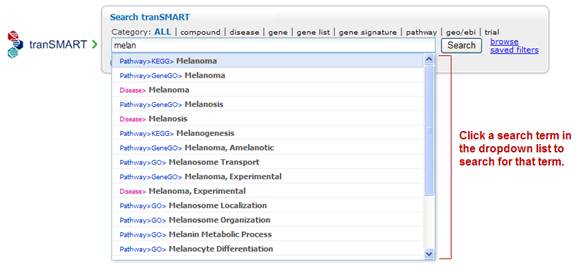 Search tranSMART
Category: ALL | compound | disease | gene | gene list | gene signature | pathway | geo/ebi | trial
tranSMART
melan
Search
browse
saved filters
Pathway>KEGG> Melanoma
Pathway>GeneGO> Melanoma
Disease> Melanoma
Pathway>GeneGO> Melanosis
Disease> Melanosis
Pathway>KEGG> Melanogenesis
Pathway>GeneGO> Melanoma, Amelanotic
Pathway>GO> Melanosome Transport
Pathway>GeneGO> Melanoma, Experimental
Disease> Melanoma, Experimental
Pathway>GO> Melanosome Localization
Pathway>GO> Melanosome Organization
Pathway>GO> Melanin Metabolic Process
Pathway>GO> Melanocyte Differentiation
Click a search term in
the dropdown list to
search for that term.